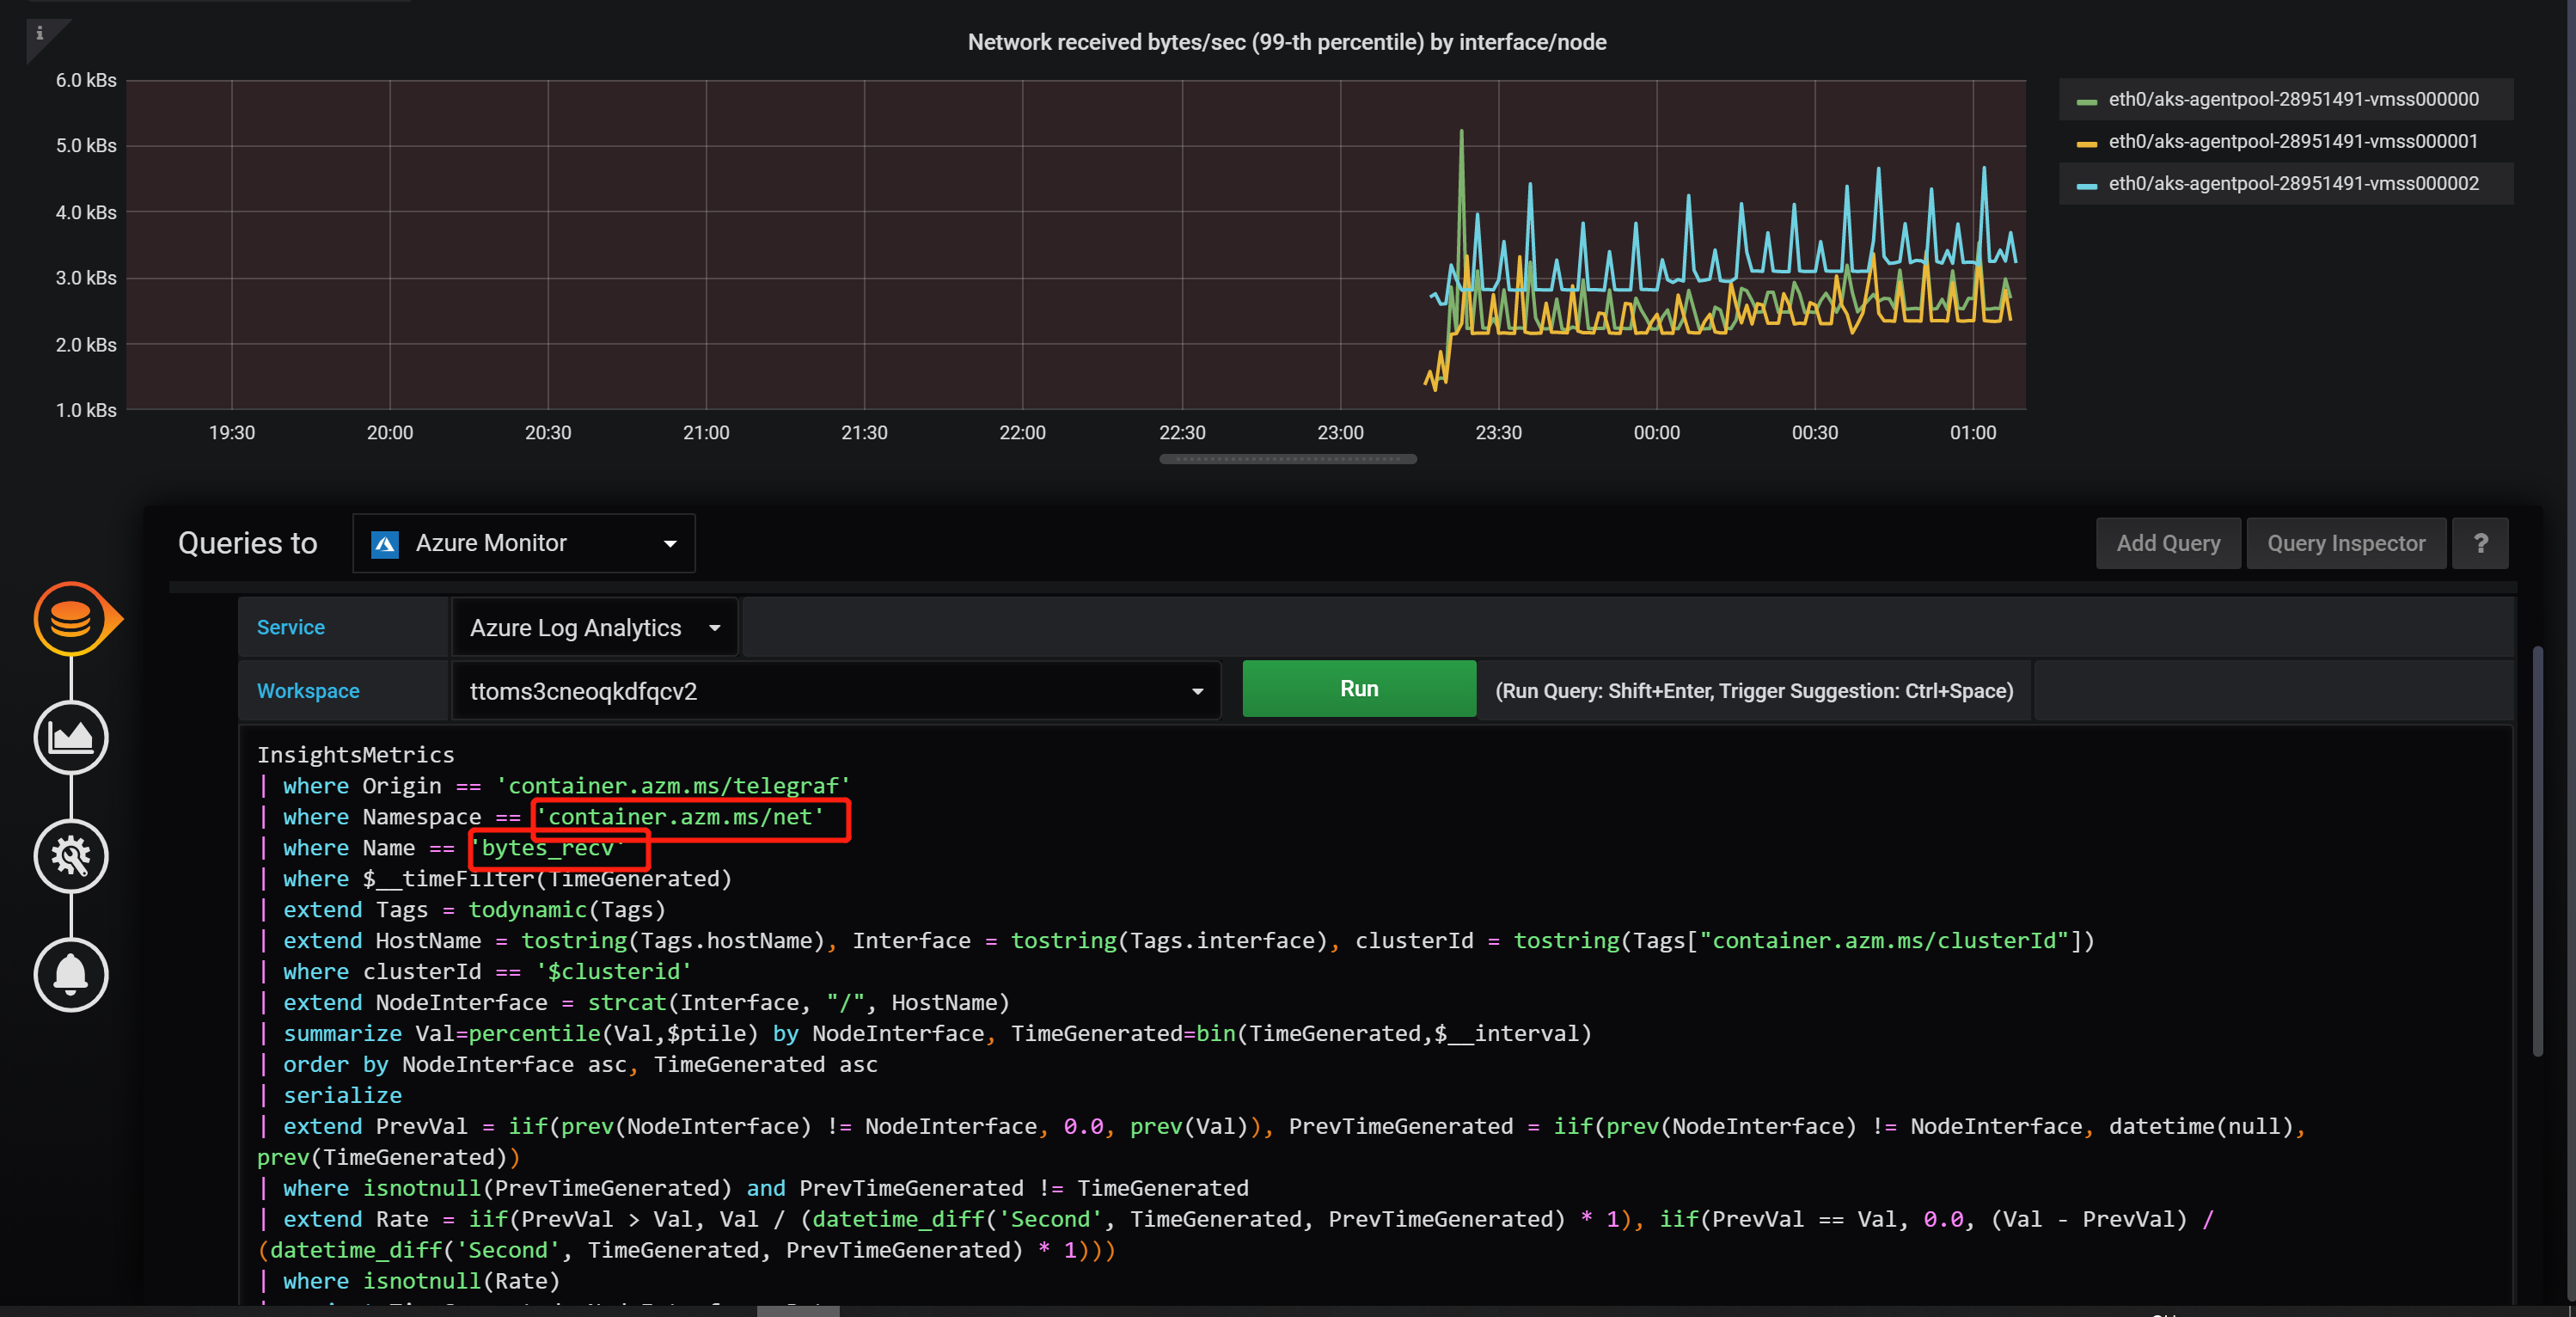 i
Network received bytes/sec (99-th percentile) by interface/node
6.0 kBs
5.0 kBs
4.0 kBs
3.0 kBs
2.0 kBs
1.0 kBs
19:30 20:00 20:30 21:00 21:30 22:00 22:30 23:00 23:30 00:00 00:30 01:00
eth0/aks-agentpool-28951491-vmss000000
eth0/aks-agentpool-28951491-vmss000001
eth0/aks-agentpool-28951491-vmss000002
Queries to Azure Monitor Add Query Query Inspector ?
Service Azure Log Analytics
Workspace ttoms3cneoqkdfqcv2 Run (Run Query: Shift+Enter, Trigger Suggestion: Ctrl+Space)
InsightsMetrics
| where Origin == 'container.azm.ms/telegraf'
| where Namespace == 'container.azm.ms/net'
| where Name == 'bytes_recv'
| where $__timeFilter(TimeGenerated)
| extend Tags = todynamic(Tags)
| extend HostName = tostring(Tags.hostName), Interface = tostring(Tags.interface), clusterId = tostring(Tags["container.azm.ms/clusterId"])
| where clusterId == '$clusterid'
| extend NodeInterface = strcat(Interface, "/", HostName)
| summarize Val=percentile(Val,$ptile) by NodeInterface, TimeGenerated=bin(TimeGenerated,$__interval)
| order by NodeInterface asc, TimeGenerated asc
| serialize
| extend PrevVal = iif(prev(NodeInterface) != NodeInterface, 0.0, prev(Val)), PrevTimeGenerated = iif(prev(NodeInterface) != NodeInterface, datetime(null),
prev(TimeGenerated))
| where isnotnull(PrevTimeGenerated) and PrevTimeGenerated != TimeGenerated
| extend Rate = iif(PrevVal > Val, Val / (datetime_diff('Second', TimeGenerated, PrevTimeGenerated) * 1), iif(PrevVal == Val, 0.0, (Val - PrevVal) /
(datetime_diff('Second', TimeGenerated, PrevTimeGenerated) * 1)))
| where isnotnull(Rate)